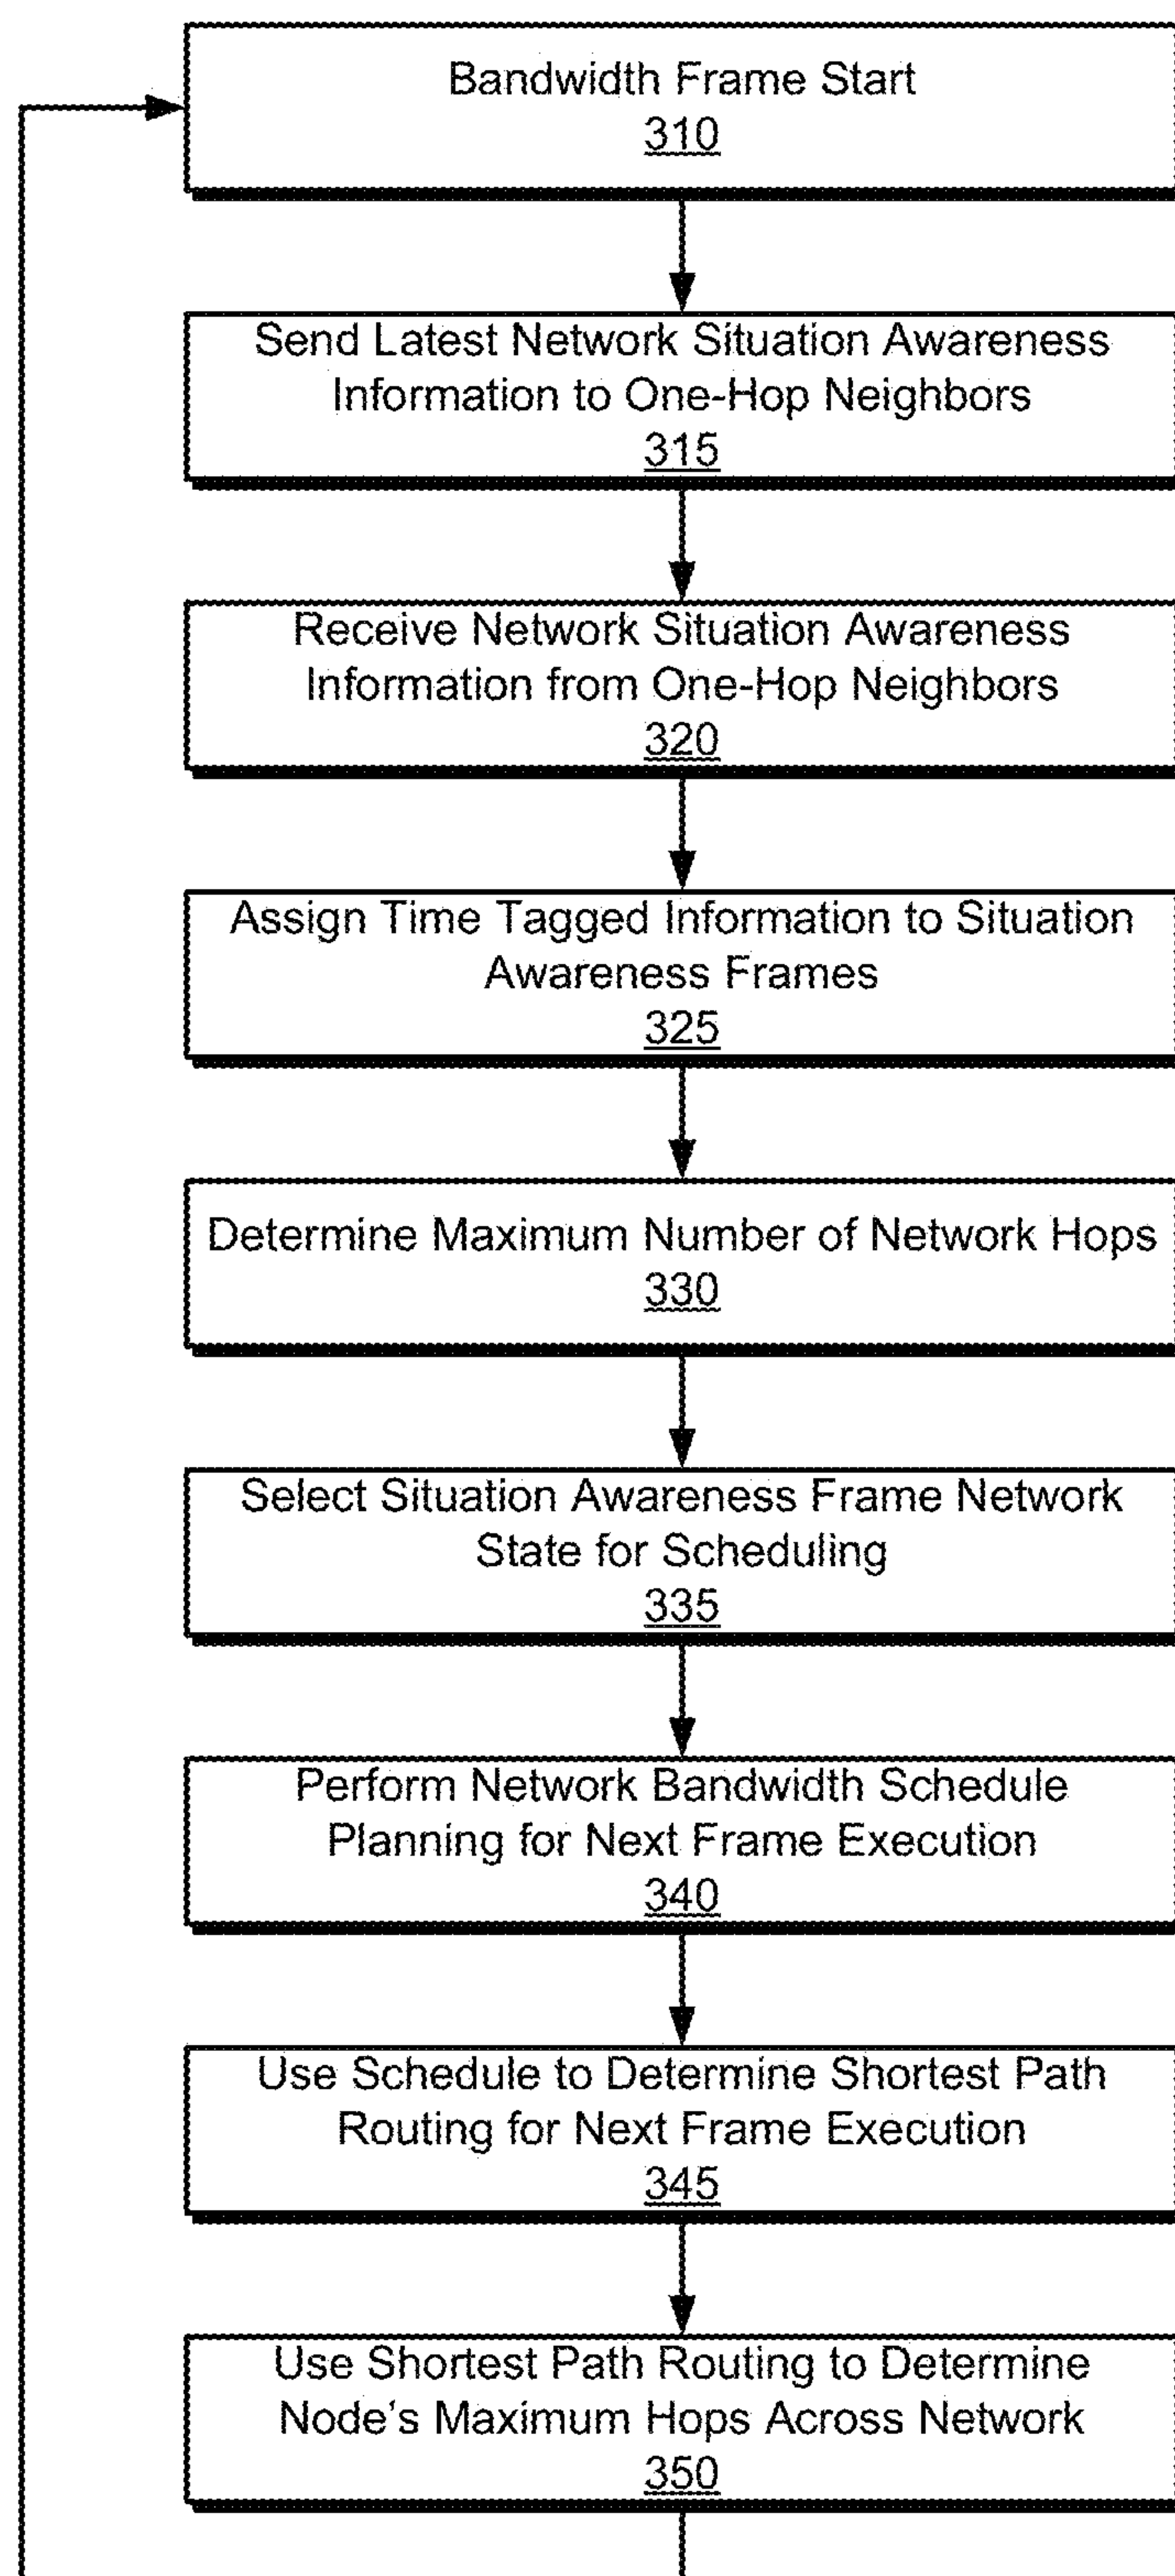 Bandwidth Frame Start
310
Send Latest Network Situation Awareness
Information to One-Hop Neighbors
315
Receive Network Situation Awareness
Information from One-Hop Neighbors
320
Assign Time Tagged Information to Situation
Awareness Frames
325
Determine Maximum Number of Network Hops
330
Select Situation Awareness Frame Network
State for Scheduling
335
Perform Network Bandwidth Schedule
Planning for Next Frame Execution
340
Use Schedule to Determine Shortest Path
Routing for Next Frame Execution
345
Use Shortest Path Routing to Determine
Node's Maximum Hops Across Network
350